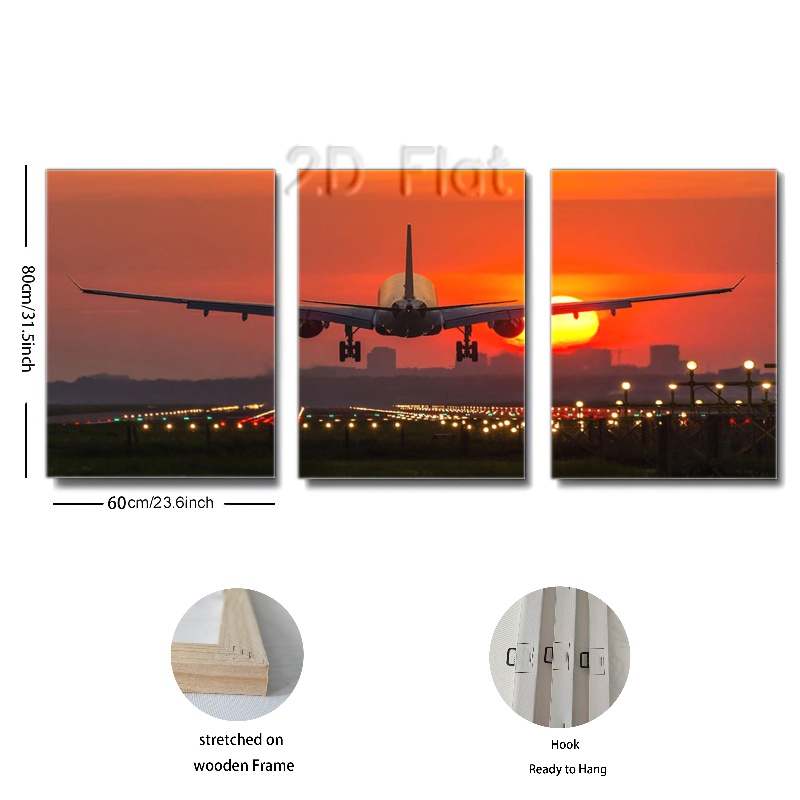 2D Flat
80cm/31.5inch
60cm/23.6inch
stretched on
wooden Frame
Hook
Ready to Hang